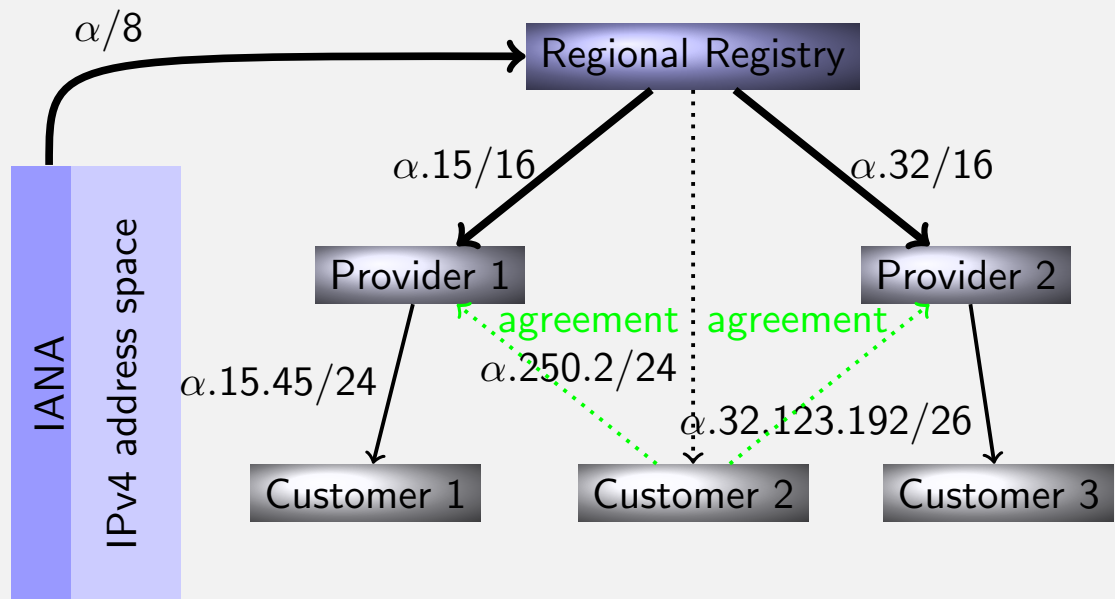 α/8
Regional Registry
α.15/16
α.32/16
IANA
IPv4 address space
Provider 1
Provider 2
agreement
agreement
α.15.45/24
α.250.2/24
α.32.123.192/26
Customer 1
Customer 2
Customer 3